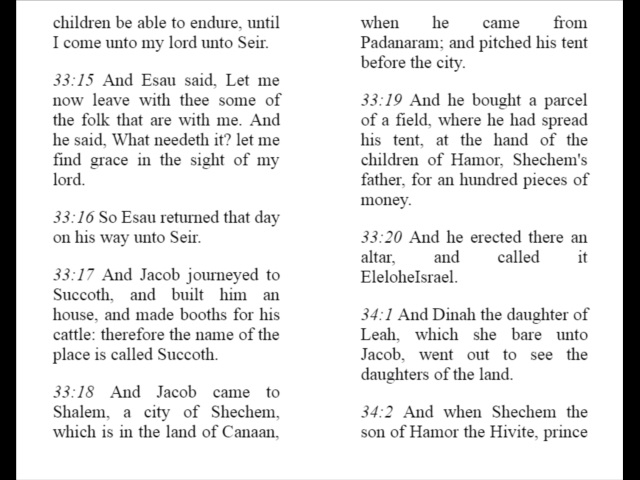 children be able to endure, until
I come unto my lord unto Seir.
33:15 And Esau said, Let me
now leave with thee some of
the folk that are with me. And
he said, What needeth it? let me
find grace in the sight of my
lord.
33:16 So Esau returned that day
on his way unto Seir.
33:17 And Jacob journeyed to
Succoth, and built him an
house, and made booths for his
cattle: therefore the name of the
place is called Succoth.
33:18 And Jacob came to
Shalem, a city of Shechem,
which is in the land of Canaan,
when he came from
Padanaram; and pitched his tent
before the city.
33:19 And he bought a parcel
of a field, where he had spread
his tent, at the hand of the
children of Hamor, Shechem's
father, for an hundred pieces of
money.
33:20 And he erected there an
altar, and called it
EleloheIsrael.
34:1 And Dinah the daughter of
Leah, which she bare unto
Jacob, went out to see the
daughters of the land.
34:2 And when Shechem the
son of Hamor the Hivite, prince